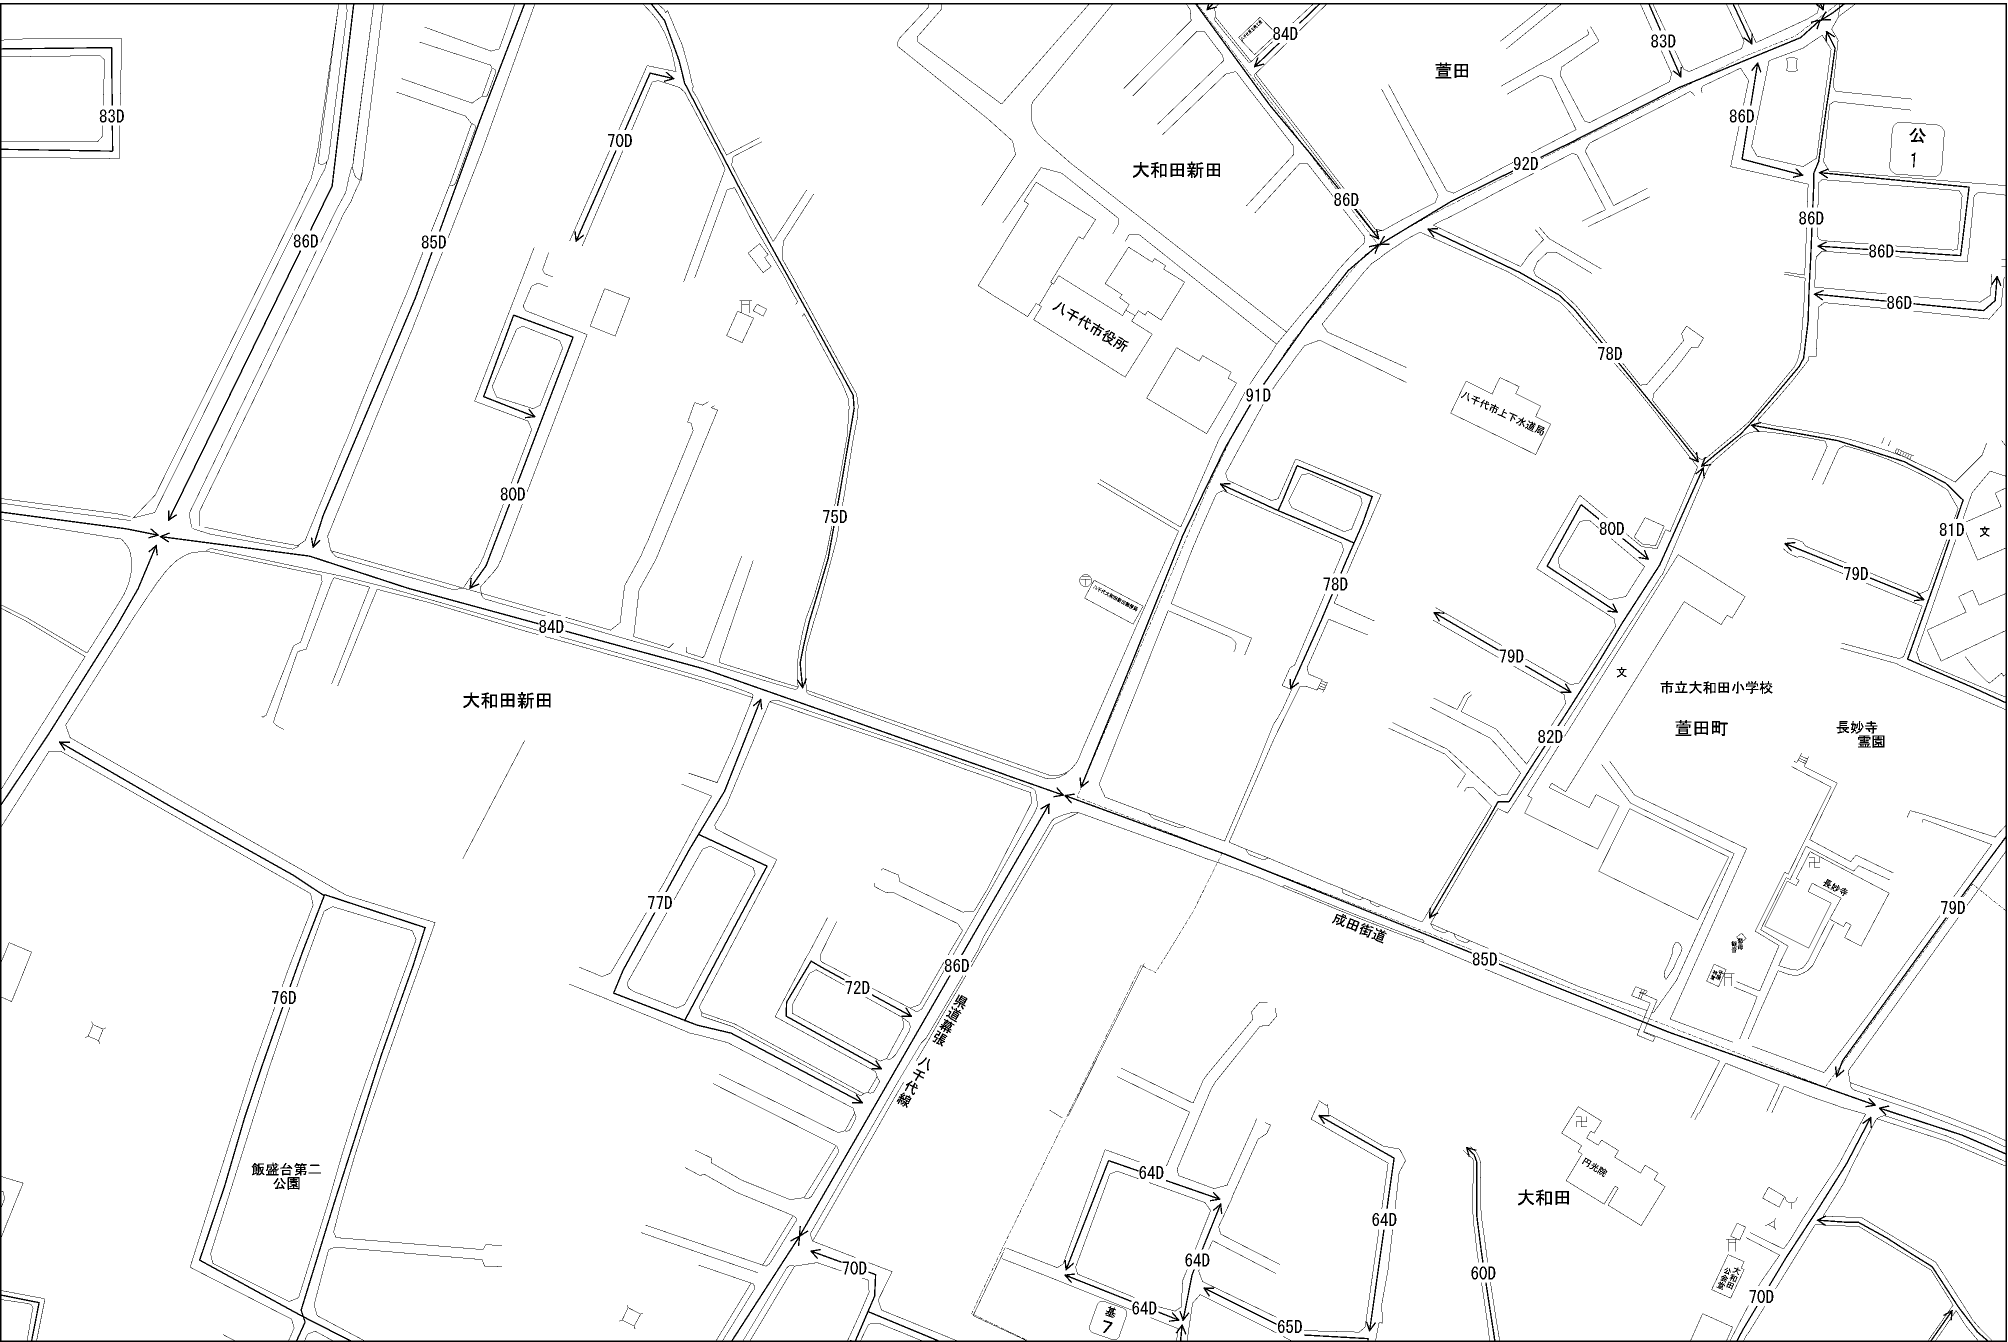 84D
83D
萱田
83D
86D
公
1
70D
92D
大和田新田
86D
86D
86D
85D
86D
86D
八千代市役所
78D
91D
八千代市上下水道局
80D
75D
80D
81D
文
79D
78D
84D
79D
文
市立大和田小学校
大和田新田
萱田町
長妙寺
霊園
82D
長妙寺
77D
79D
成田街道
86D
85D
72D
76D
県道幕張 八千代線
飯盛台第二
公園
64D
円光院
大和田
64D
64D
70D
60D
大和田
公会堂
64D
基
7
65D
70D